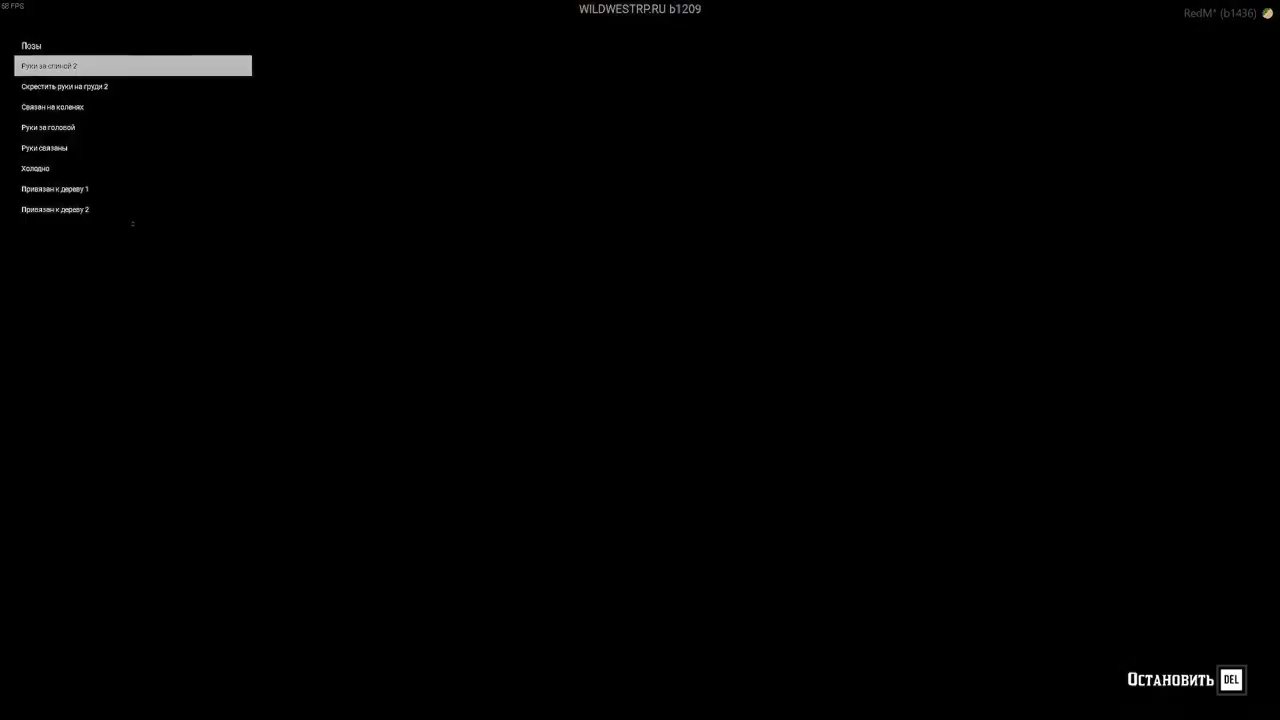 68 FPS
WILDWESTRP.RU b1209
RedM* (b1436)
Позы
Руки за спиной 2
Скрестить руки на груди 2
Связан на коленях
Руки за головой
Руки связаны
Холодно
Привязан к дереву 1
Привязан к дереву 2
Остановить DEL